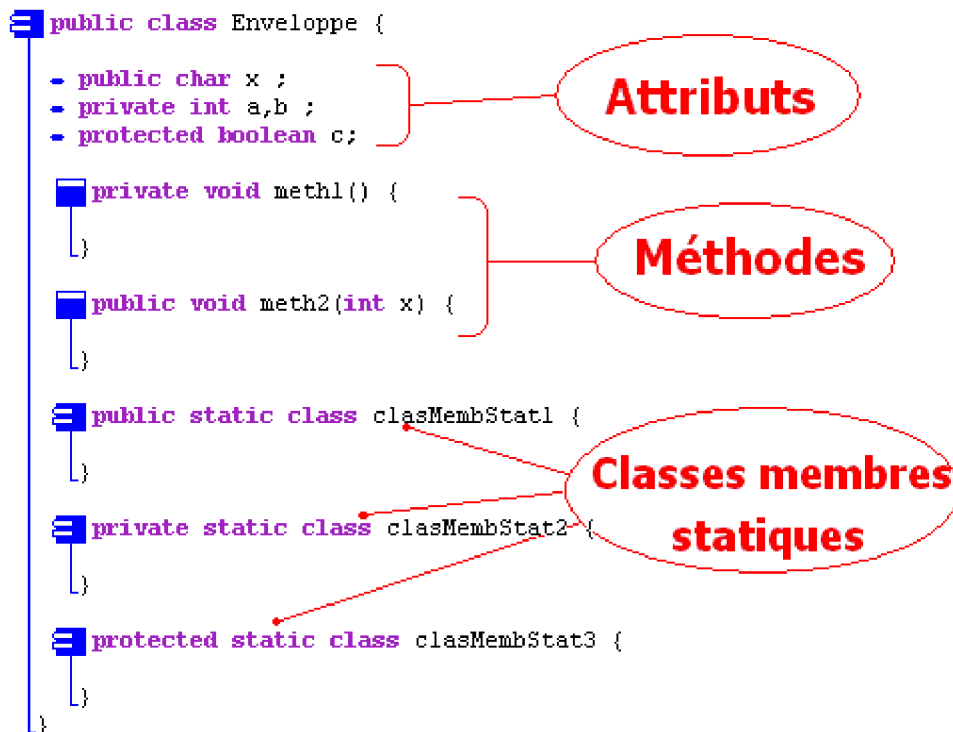 public class Enveloppe {
public char x ;
private int a,b ;
protected boolean c;
Attributs
private void meth1() {
}
Méthodes
public void meth2(int x) {
}
public static class clasMembStat1 {
}
Classes membres
statiques
private static class clasMembStat2 {
}
protected static class clasMembStat3 {
}
}